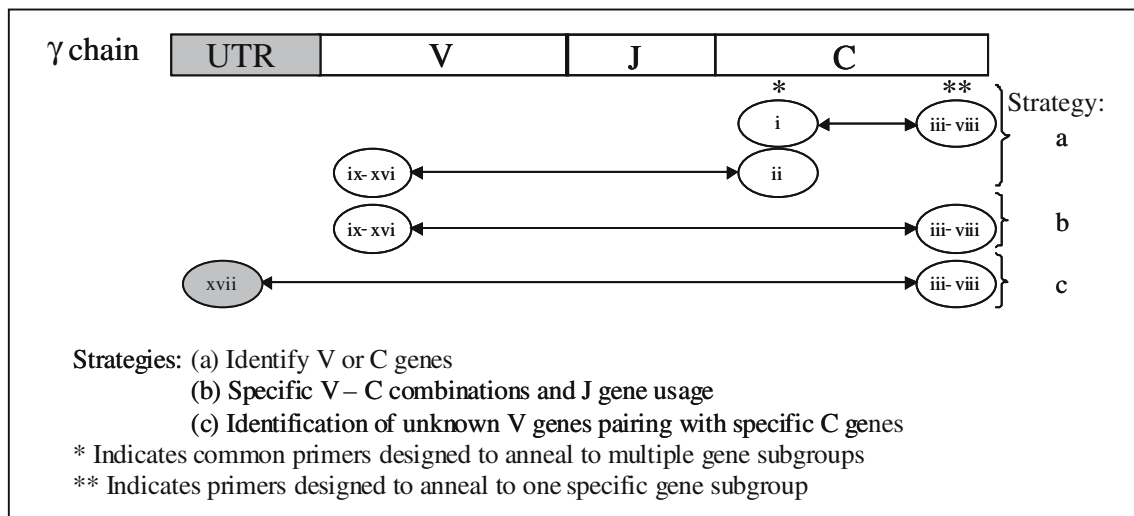 γ chain UTR V J C
* **
Strategy:
i iii-viii a
ix-xvi ii
ix-xvi iii-viii b
xvii iii-viii c
Strategies: (a) Identify V or C genes
(b) Specific V – C combinations and J gene usage
(c) Identification of unknown V genes pairing with specific C genes
* Indicates common primers designed to anneal to multiple gene subgroups
** Indicates primers designed to anneal to one specific gene subgroup